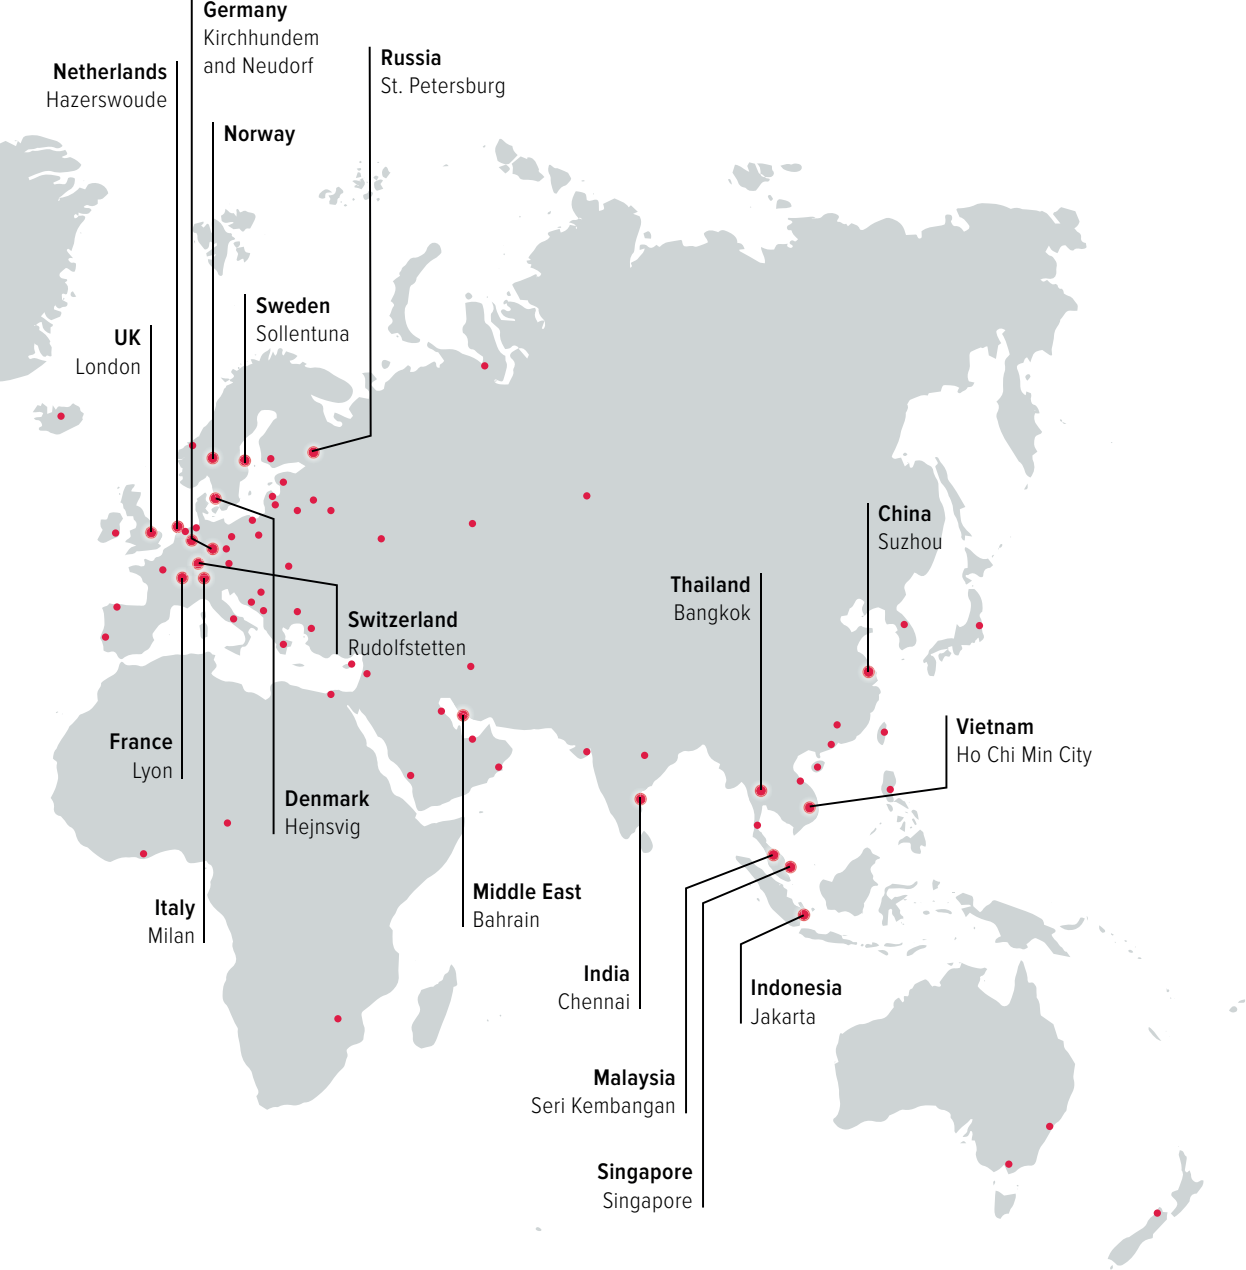 Germany
Kirchhundem
and Neudorf
Russia
St. Petersburg
Netherlands
Hazerswoude
Norway
Sweden
Sollentuna
UK
London
China
Suzhou
Thailand
Bangkok
Switzerland
Rudolfstetten
Vietnam
Ho Chi Min City
France
Lyon
Denmark
Hejnsvig
Middle East
Bahrain
Italy
Milan
India
Chennai
Indonesia
Jakarta
Malaysia
Seri Kembangan
Singapore
Singapore